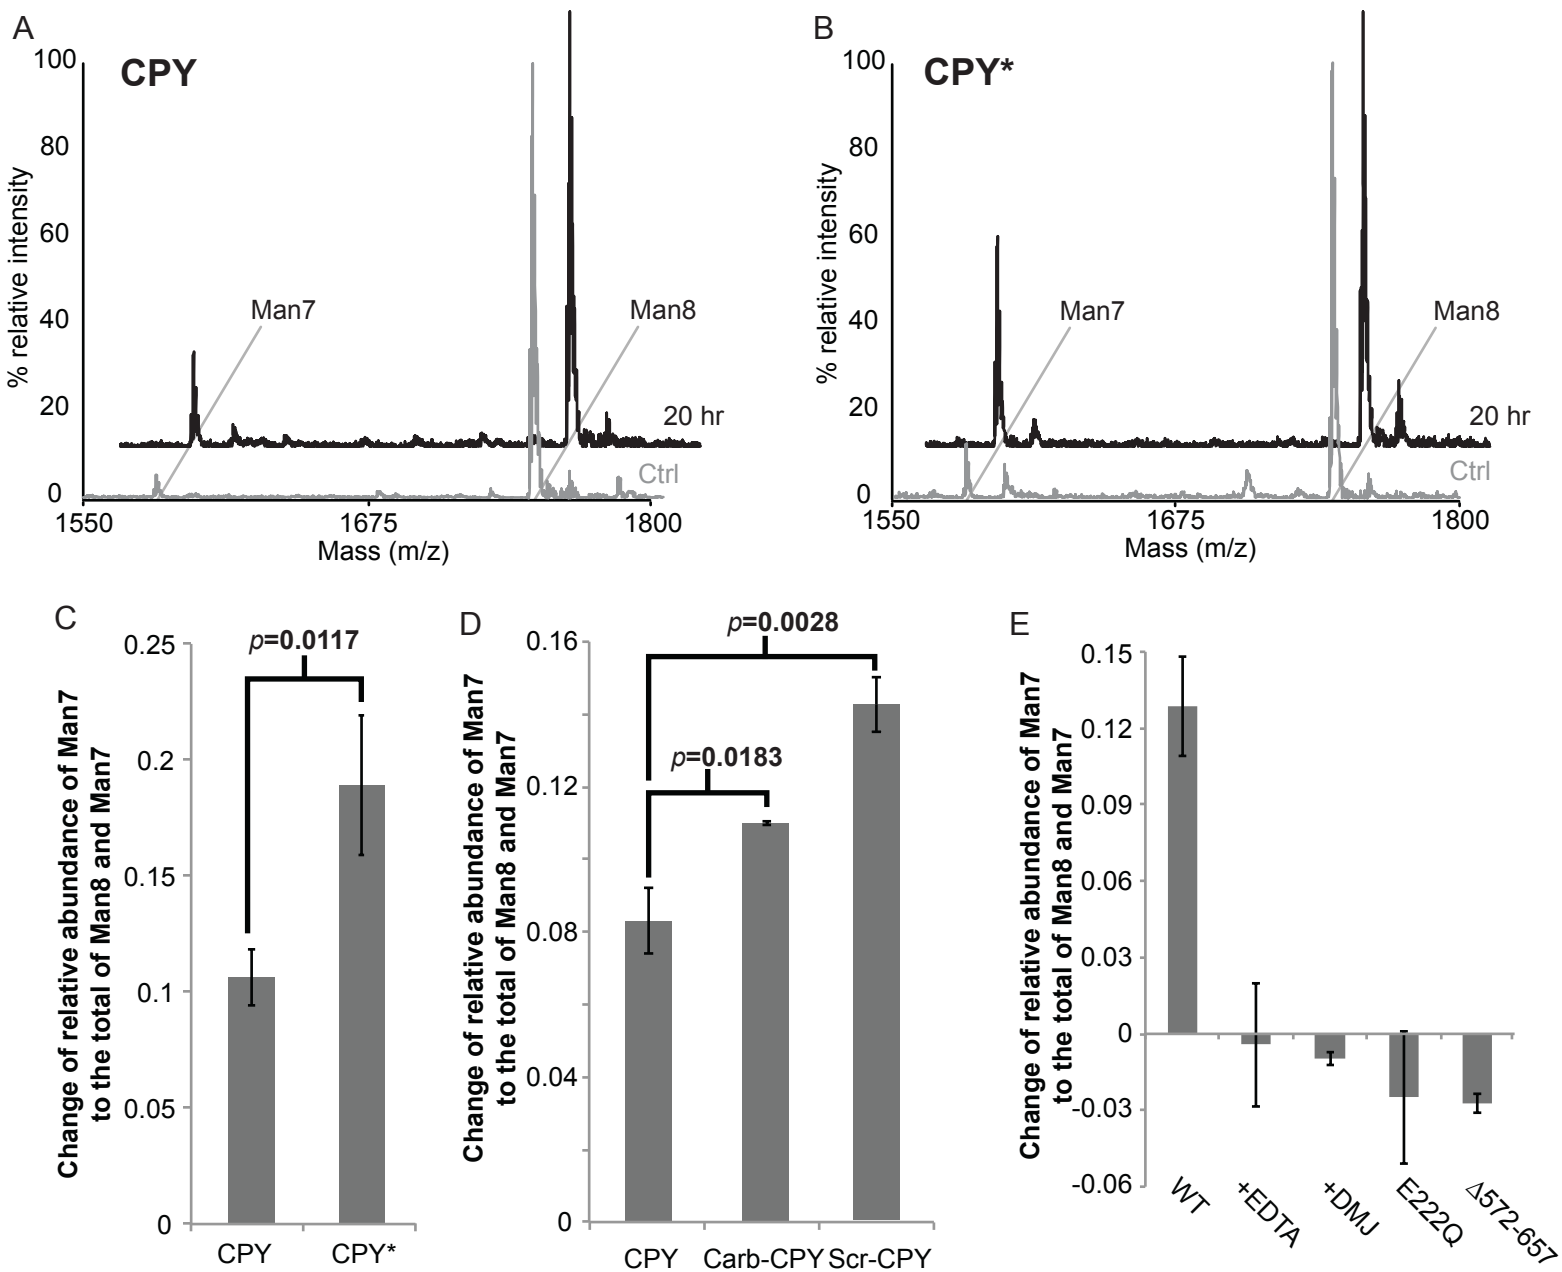 A
CPY
100
80
60
40
20
0
% relative intensity
Man7
Man8
20 hr
Ctrl
1550
1675
1800
Mass (m/z)
B
CPY*
100
80
60
40
20
0
% relative intensity
Man7
Man8
20 hr
Ctrl
1550
1675
1800
Mass (m/z)
C
Change of relative abundance of Man7
to the total of Man8 and Man7
0.25
0.2
0.15
0.1
0.05
0
p=0.0117
CPY
CPY*
D
Change of relative abundance of Man7
to the total of Man8 and Man7
0.16
0.12
0.08
0.04
0
p=0.0028
p=0.0183
CPY
Carb-CPY
Scr-CPY
E
Change of relative abundance of Man7
to the total of Man8 and Man7
0.15
0.12
0.09
0.06
0.03
0
-0.03
-0.06
WT
+EDTA
+DMJ
E222Q
Δ572-657